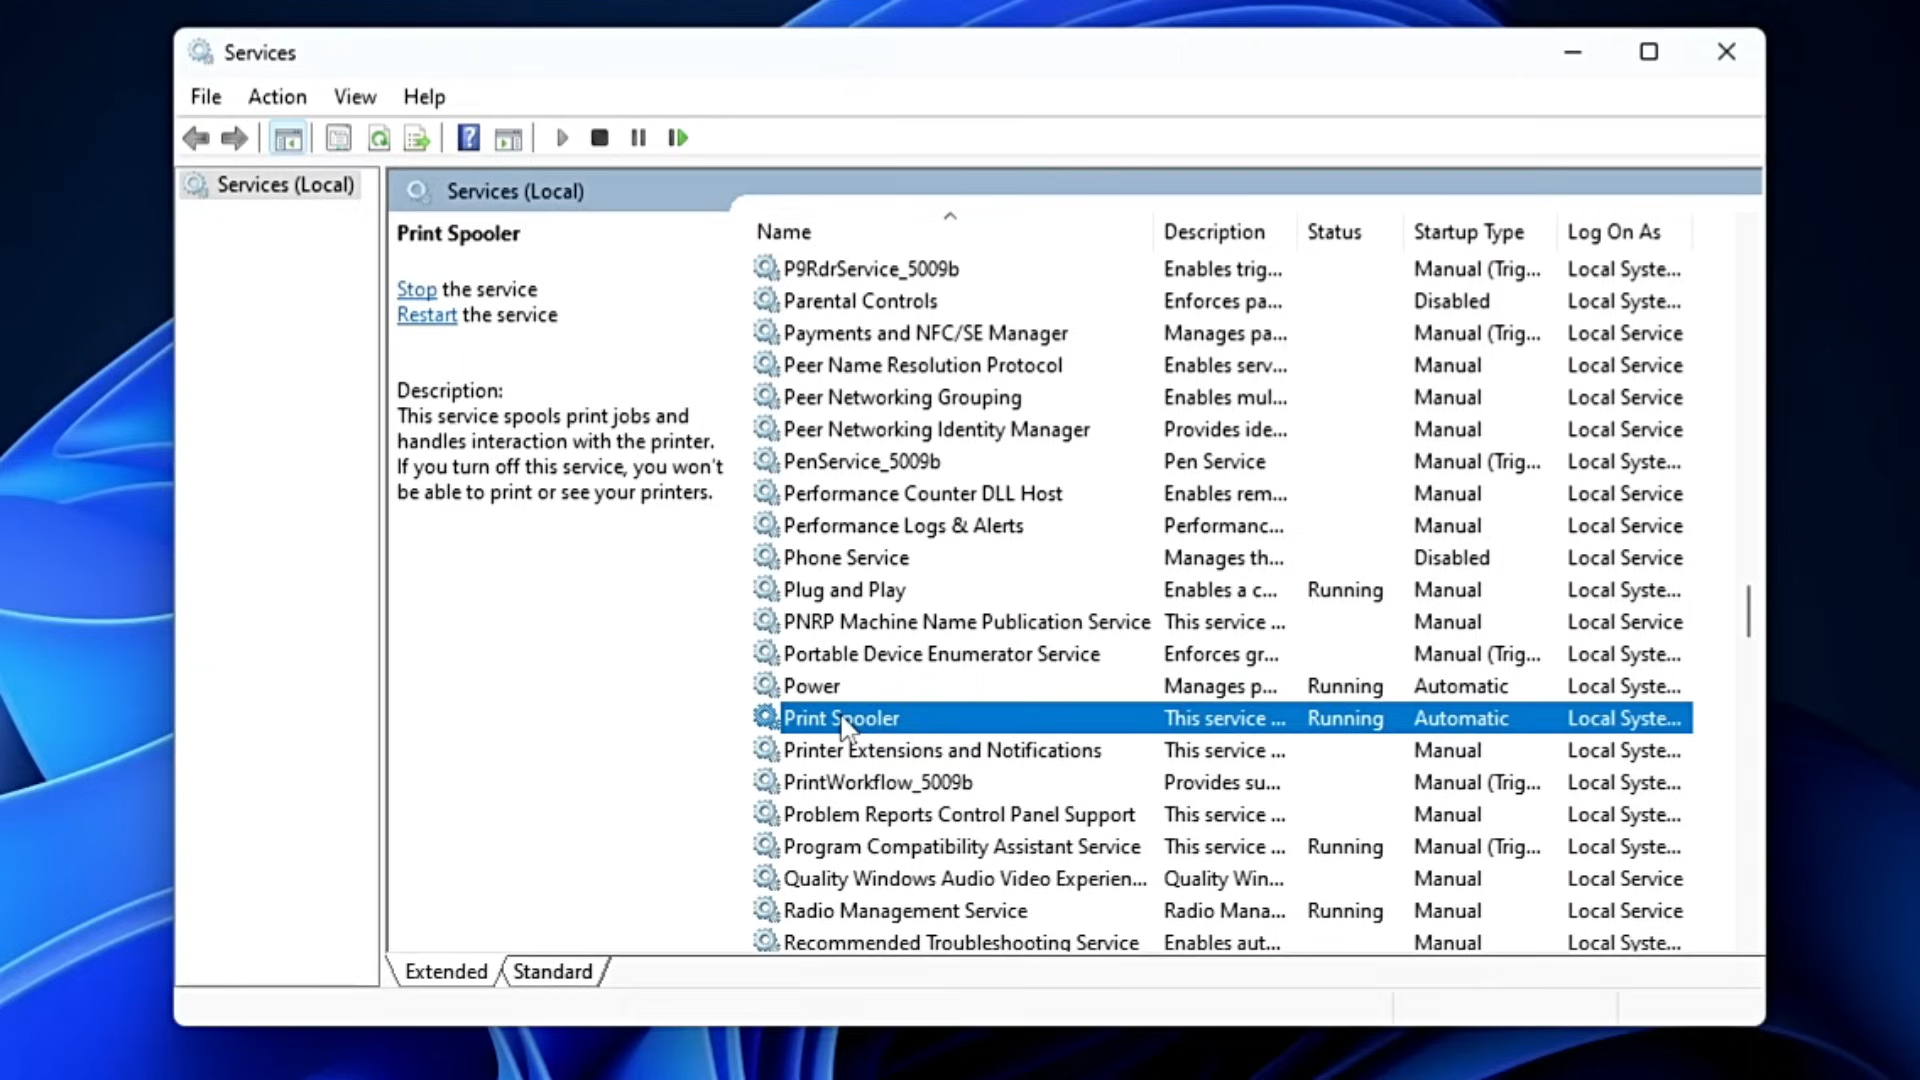 Services
File Action View Help
Services (Local)
Services (Local)
Print Spooler
Stop the service
Restart the service
Description:
This service spools print jobs and
handles interaction with the printer.
If you turn off this service, you won't
be able to print or see your printers.
Name Description Status Startup Type Log On As
P9RdrService_5009b Enables trig... Manual (Trig... Local Syste...
Parental Controls Enforces pa... Disabled Local Syste...
Payments and NFC/SE Manager Manages pa... Manual (Trig... Local Service
Peer Name Resolution Protocol Enables serv... Manual Local Service
Peer Networking Grouping Enables mul... Manual Local Service
Peer Networking Identity Manager Provides ide... Manual Local Service
PenService_5009b Pen Service Manual (Trig... Local Syste...
Performance Counter DLL Host Enables rem... Manual Local Service
Performance Logs & Alerts Performanc... Manual Local Service
Phone Service Manages th... Disabled Local Service
Plug and Play Enables a c... Running Manual Local Syste...
PNRP Machine Name Publication Service This service ... Manual Local Service
Portable Device Enumerator Service Enforces gr... Manual (Trig... Local Syste...
Power Manages p... Running Automatic Local Syste...
Print Spooler This service ... Running Automatic Local Syste...
Printer Extensions and Notifications This service ... Manual Local Syste...
PrintWorkflow_5009b Provides su... Manual (Trig... Local Syste...
Problem Reports Control Panel Support This service ... Manual Local Syste...
Program Compatibility Assistant Service This service ... Running Manual (Trig... Local Syste...
Quality Windows Audio Video Experien... Quality Win... Manual Local Service
Radio Management Service Radio Mana... Running Manual Local Service
Recommended Troubleshooting Service Enables aut... Manual Local Syste...
Extended Standard